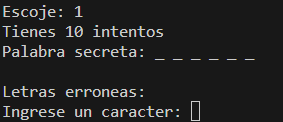 Escoje: 1
Tienes 10 intentos
Palabra secreta: _ _ _ _ _ _
Letras erroneas:
Ingrese un caracter: